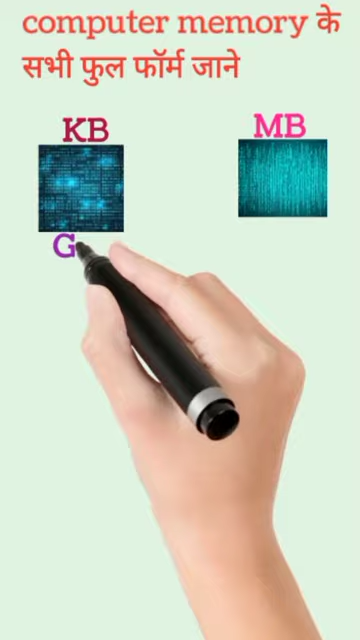 computer memory के
सभी फुल फॉर्म जाने
KB
MB
G